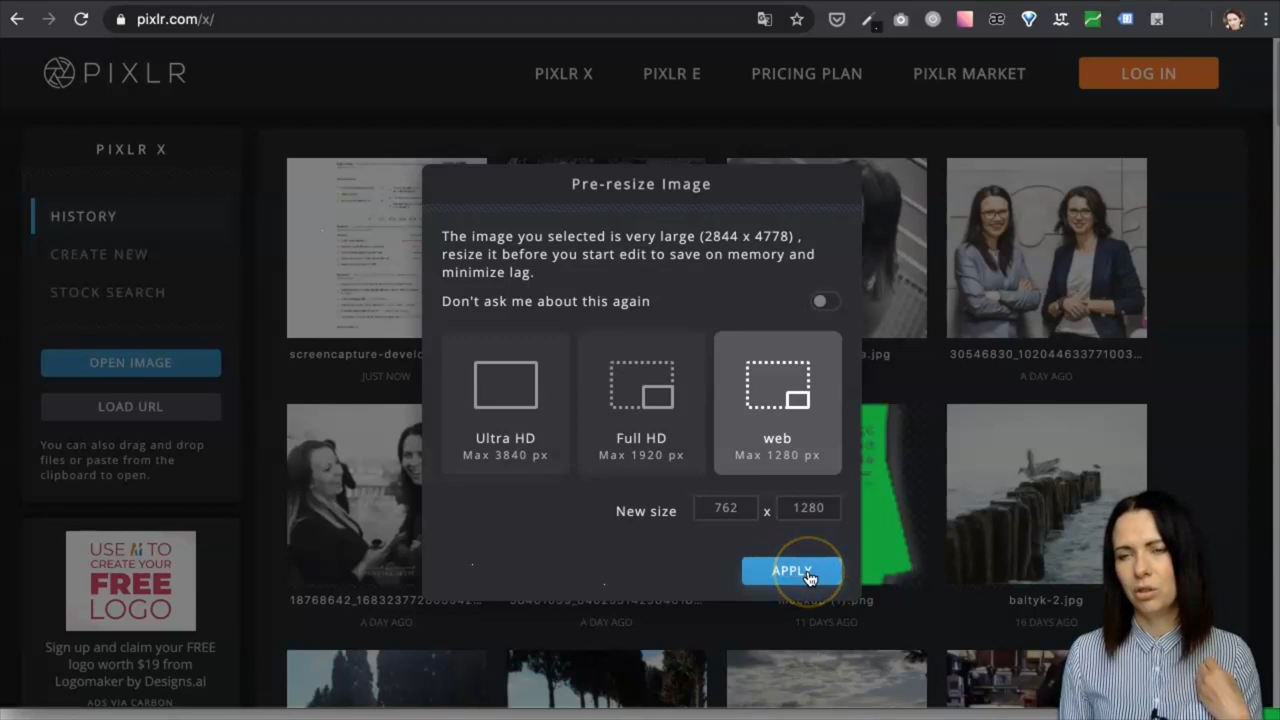 pixlr.com/x/
PIXLR
PIXLR X
PIXLR E
PRICING PLAN
PIXLR MARKET
LOG IN
PIXLR X
HISTORY
CREATE NEW
STOCK SEARCH
OPEN IMAGE
LOAD URL
You can also drag and drop
files or paste from the
clipboard to open.
USE AI TO
CREATE YOUR
FREE
LOGO
Sign up and claim your FREE
logo worth $19 from
Logomaker by Designs.ai
ADS VIA CARBON
Pre-resize Image
The image you selected is very large (2844 x 4778) ,
resize it before you start edit to save on memory and
minimize lag.
Don't ask me about this again
Ultra HD
Max 3840 px
Full HD
Max 1920 px
web
Max 1280 px
New size
762
x
1280
APPLY
screencapture-develo
JUST NOW
a.jpg
30546830_102044633771003...
A DAY AGO
A DAY AGO
A DAY AGO
mockup (1).png
11 DAYS AGO
baltyk-2.jpg
16 DAYS AGO